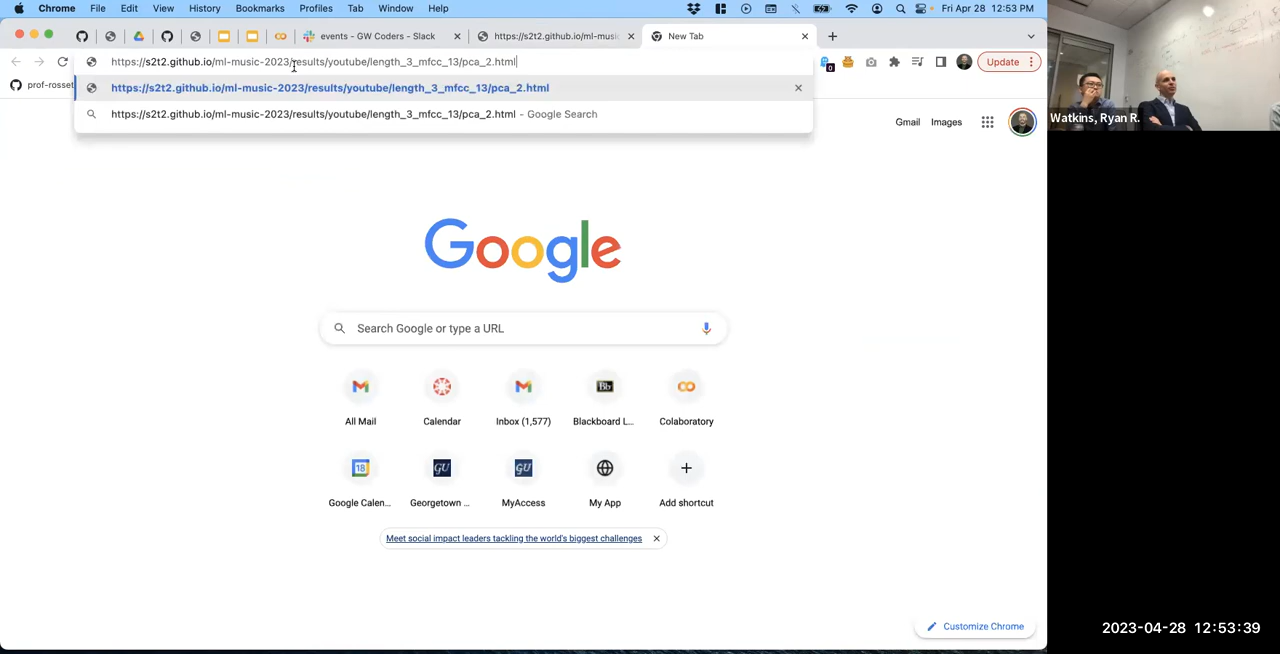 Chrome File Edit View History Bookmarks Profiles Tab Window Help
Fri Apr 28 12:53 PM
events - GW Coders - Slack
https://s2t2.github.io/ml-musi
New Tab
https://s2t2.github.io/ml-music-2023/results/youtube/length_3_mfcc_13/pca_2.html
0
Update
prof-rosset
https://s2t2.github.io/ml-music-2023/results/youtube/length_3_mfcc_13/pca_2.html
https://s2t2.github.io/ml-music-2023/results/youtube/length_3_mfcc_13/pca_2.html - Google Search
Gmail Images
Watkins, Ryan R.
Google
Search Google or type a URL
Bb
All Mail
Calendar
Inbox (1,577)
Blackboard L...
Colaboratory
18
GU
GU
Google Calen...
Georgetown ...
MyAccess
My App
Add shortcut
Meet social impact leaders tackling the world's biggest challenges
Customize Chrome
2023-04-28 12:53:39